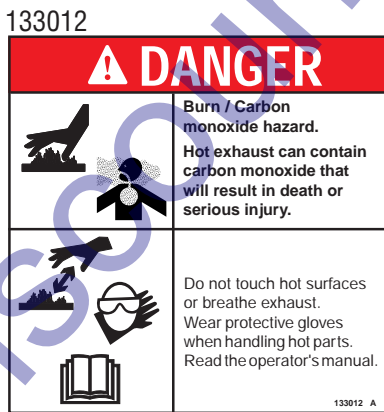 133012
DANGER
Burn / Carbon
monoxide hazard.
Hot exhaust can contain
carbon monoxide that
will result in death or
serious injury.
Do not touch hot surfaces
or breathe exhaust.
Wear protective gloves
when handling hot parts.
Read the operator's manual.
133012 A